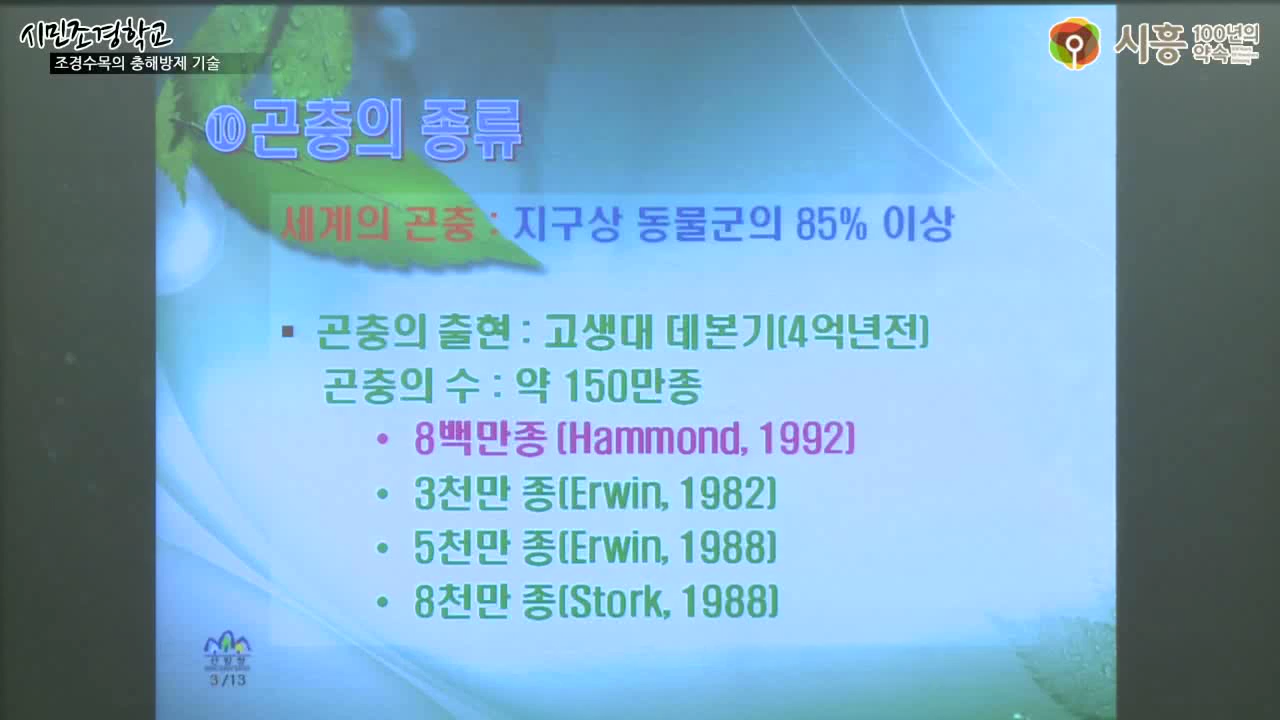 시민조경학교
조경수목의 충해방제 기술
시흥 100년의 약속
⑩곤충의 종류
세계의 곤충 : 지구상 동물군의 85% 이상
▪ 곤충의 출현 : 고생대 데본기(4억년전)
곤충의 수 : 약 150만종
• 8백만종 (Hammond, 1992)
• 3천만 종(Erwin, 1982)
• 5천만 종(Erwin, 1988)
• 8천만 종(Stork, 1988)
산림청
3/13